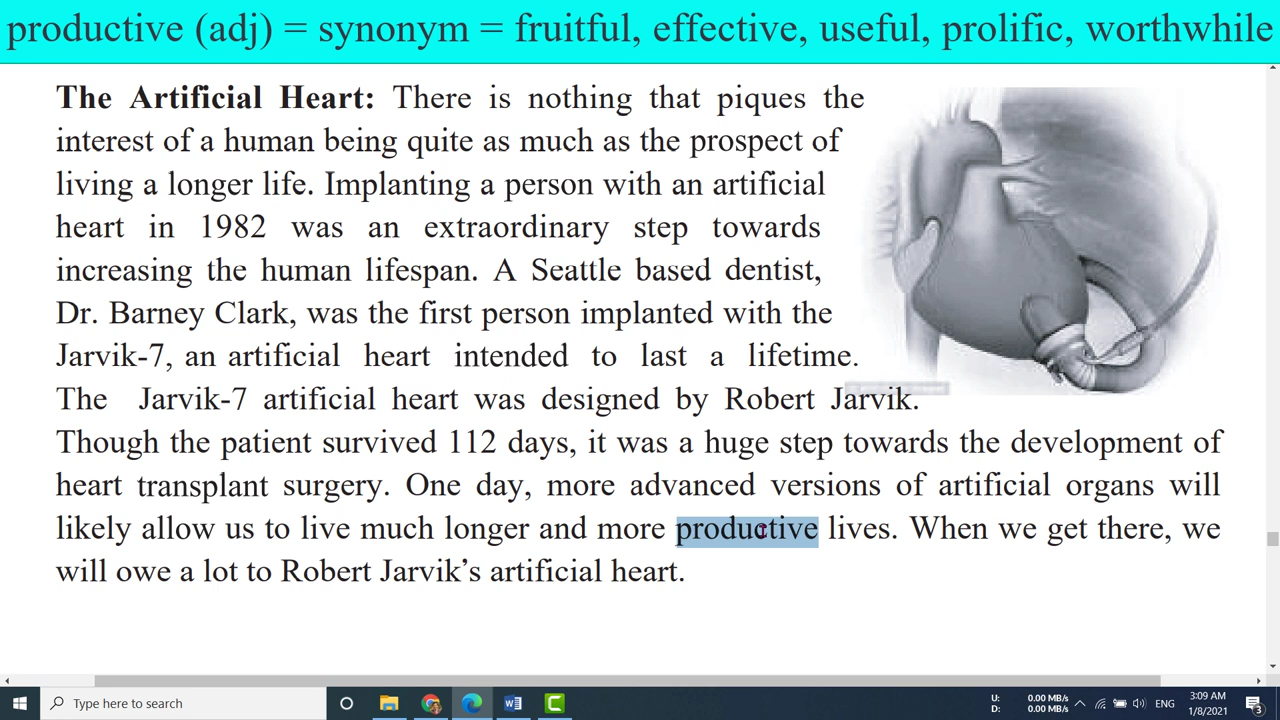 productive (adj) = synonym = fruitful, effective, useful, prolific, worthwhile
The Artificial Heart: There is nothing that piques the
interest of a human being quite as much as the prospect of
living a longer life. Implanting a person with an artificial
heart in 1982 was an extraordinary step towards
increasing the human lifespan. A Seattle based dentist,
Dr. Barney Clark, was the first person implanted with the
Jarvik-7, an artificial heart intended to last a lifetime.
The Jarvik-7 artificial heart was designed by Robert Jarvik.
Though the patient survived 112 days, it was a huge step towards the development of
heart transplant surgery. One day, more advanced versions of artificial organs will
likely allow us to live much longer and more productive lives. When we get there, we
will owe a lot to Robert Jarvik’s artificial heart.
Type here to search
U: 0.00 MB/s
D: 0.00 MB/s
ENG
3:09 AM
1/8/2021
3